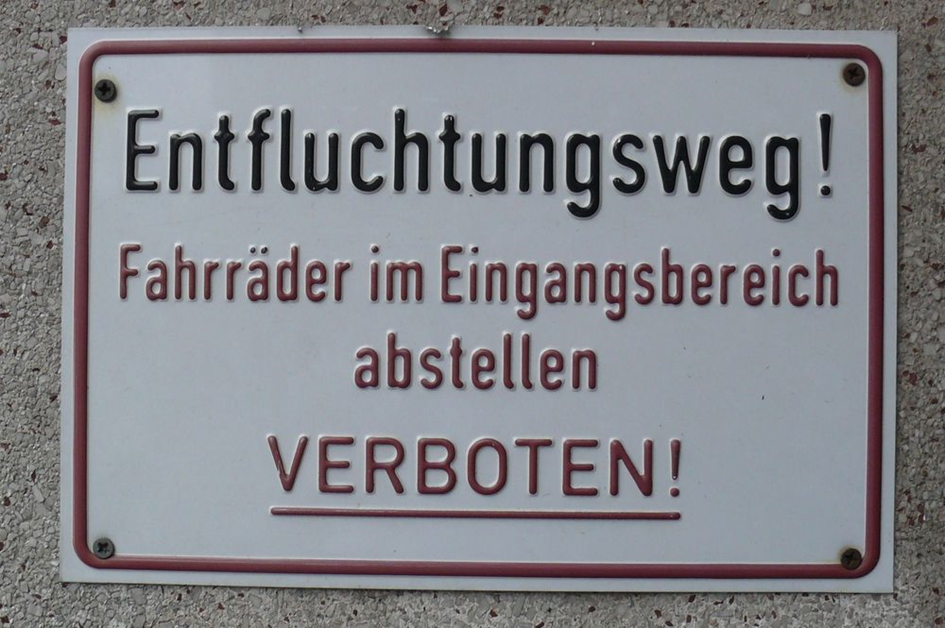 Entfluchtungsweg!
Fahrräder im Eingangsbereich
abstellen
VERBOTEN!